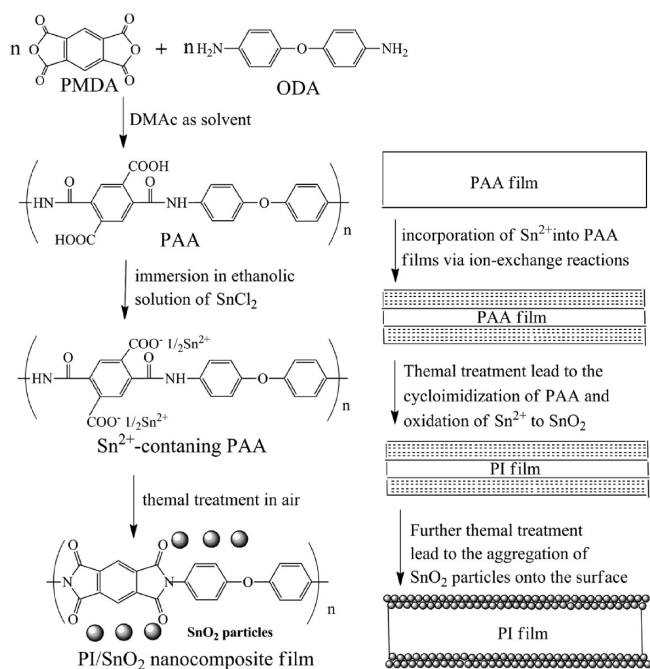 n
O
O
O
O
O
O
PMDA
+
n
H₂N
O
NH₂
ODA
DMAc as solvent
COOH
O
O
HN
NH
O
HOOC
n
PAA
immersion in ethanolic
solution of SnCl₂
COO⁻ 1/2Sn²⁺
O
O
HN
NH
O
COO⁻ 1/2Sn²⁺
n
Sn²⁺-contaning PAA
themal treatment in air
O
O
N
N
O
O
O
n
SnO₂ particles
PI/SnO₂ nanocomposite film
PAA film
incorporation of Sn²⁺into PAA
films via ion-exchange reactions
PAA film
Themal treatment lead to the
cycloimidization of PAA and
oxidation of Sn²⁺ to SnO₂
PI film
Further themal treatment
lead to the aggregation of
SnO₂ particles onto the surface
PI film